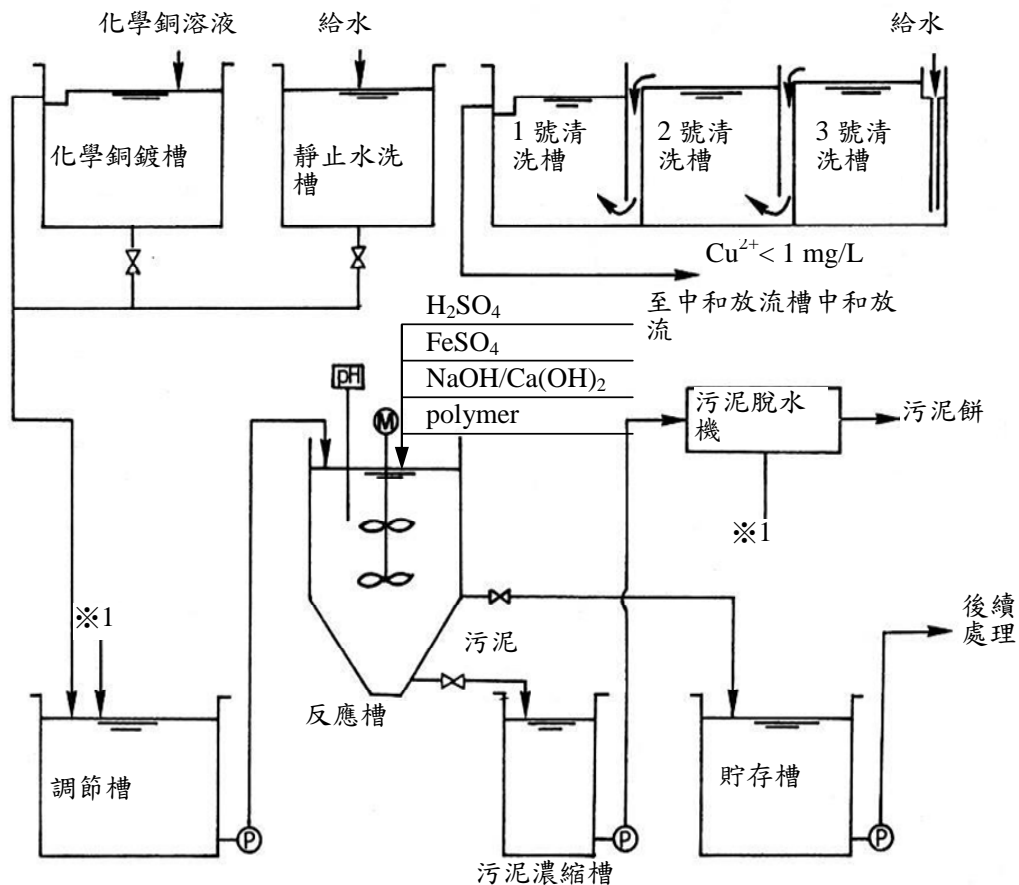 化學銅溶液
給水
給水
化學銅鍍槽
靜止水洗
槽
1 號清
洗槽
2 號清
洗槽
3 號清
洗槽
Cu²⁺< 1 mg/L
至中和放流槽中和放
流
H₂SO₄
FeSO₄
NaOH/Ca(OH)₂
polymer
pH
M
污泥脫水
機
污泥餅
※1
※1
污泥
後續
處理
反應槽
調節槽
P
P
貯存槽
P
污泥濃縮槽